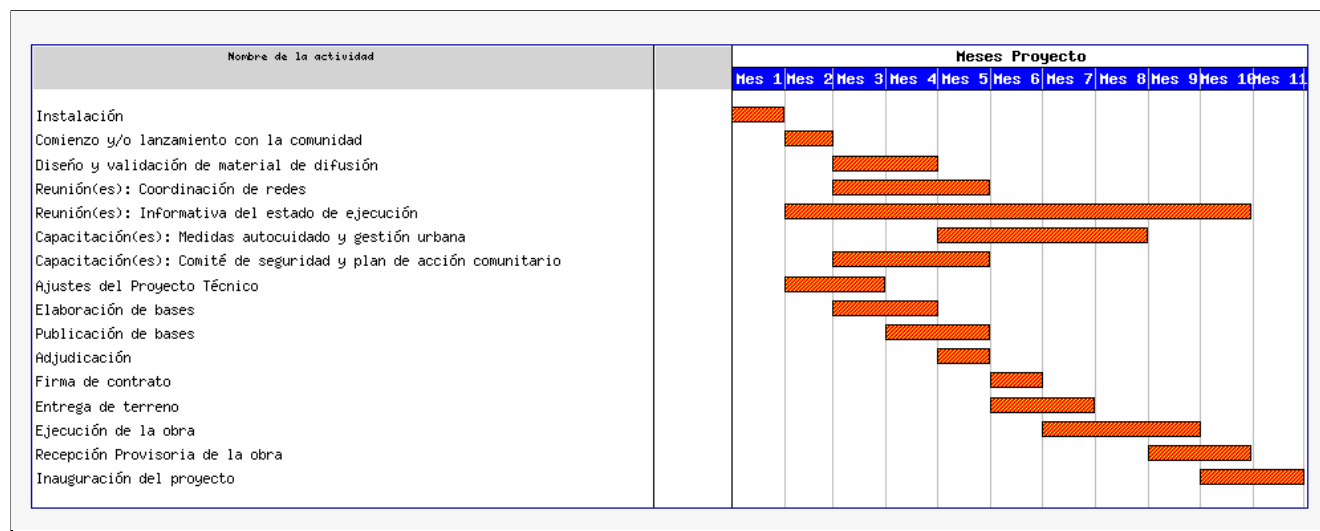 Nombre de la actividad
Meses Proyecto
Mes 1 Mes 2 Mes 3 Mes 4 Mes 5 Mes 6 Mes 7 Mes 8 Mes 9 Mes 10 Mes 11
Instalación
Comienzo y/o lanzamiento con la comunidad
Diseño y validación de material de difusión
Reunión(es): Coordinación de redes
Reunión(es): Informativa del estado de ejecución
Capacitación(es): Medidas autocuidado y gestión urbana
Capacitación(es): Comité de seguridad y plan de acción comunitario
Ajustes del Proyecto Técnico
Elaboración de bases
Publicación de bases
Adjudicación
Firma de contrato
Entrega de terreno
Ejecución de la obra
Recepción Provisoria de la obra
Inauguración del proyecto